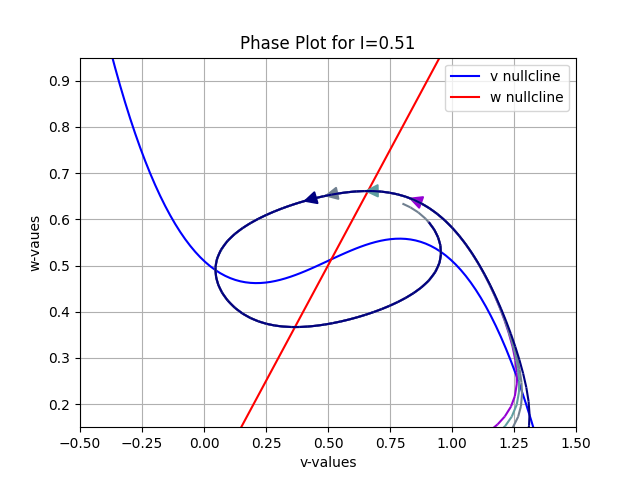 Phase Plot for I=0.51
v nullcline
w nullcline
w-values
0.9
0.8
0.7
0.6
0.5
0.4
0.3
0.2
−0.50 −0.25 0.00 0.25 0.50 0.75 1.00 1.25 1.50
v-values